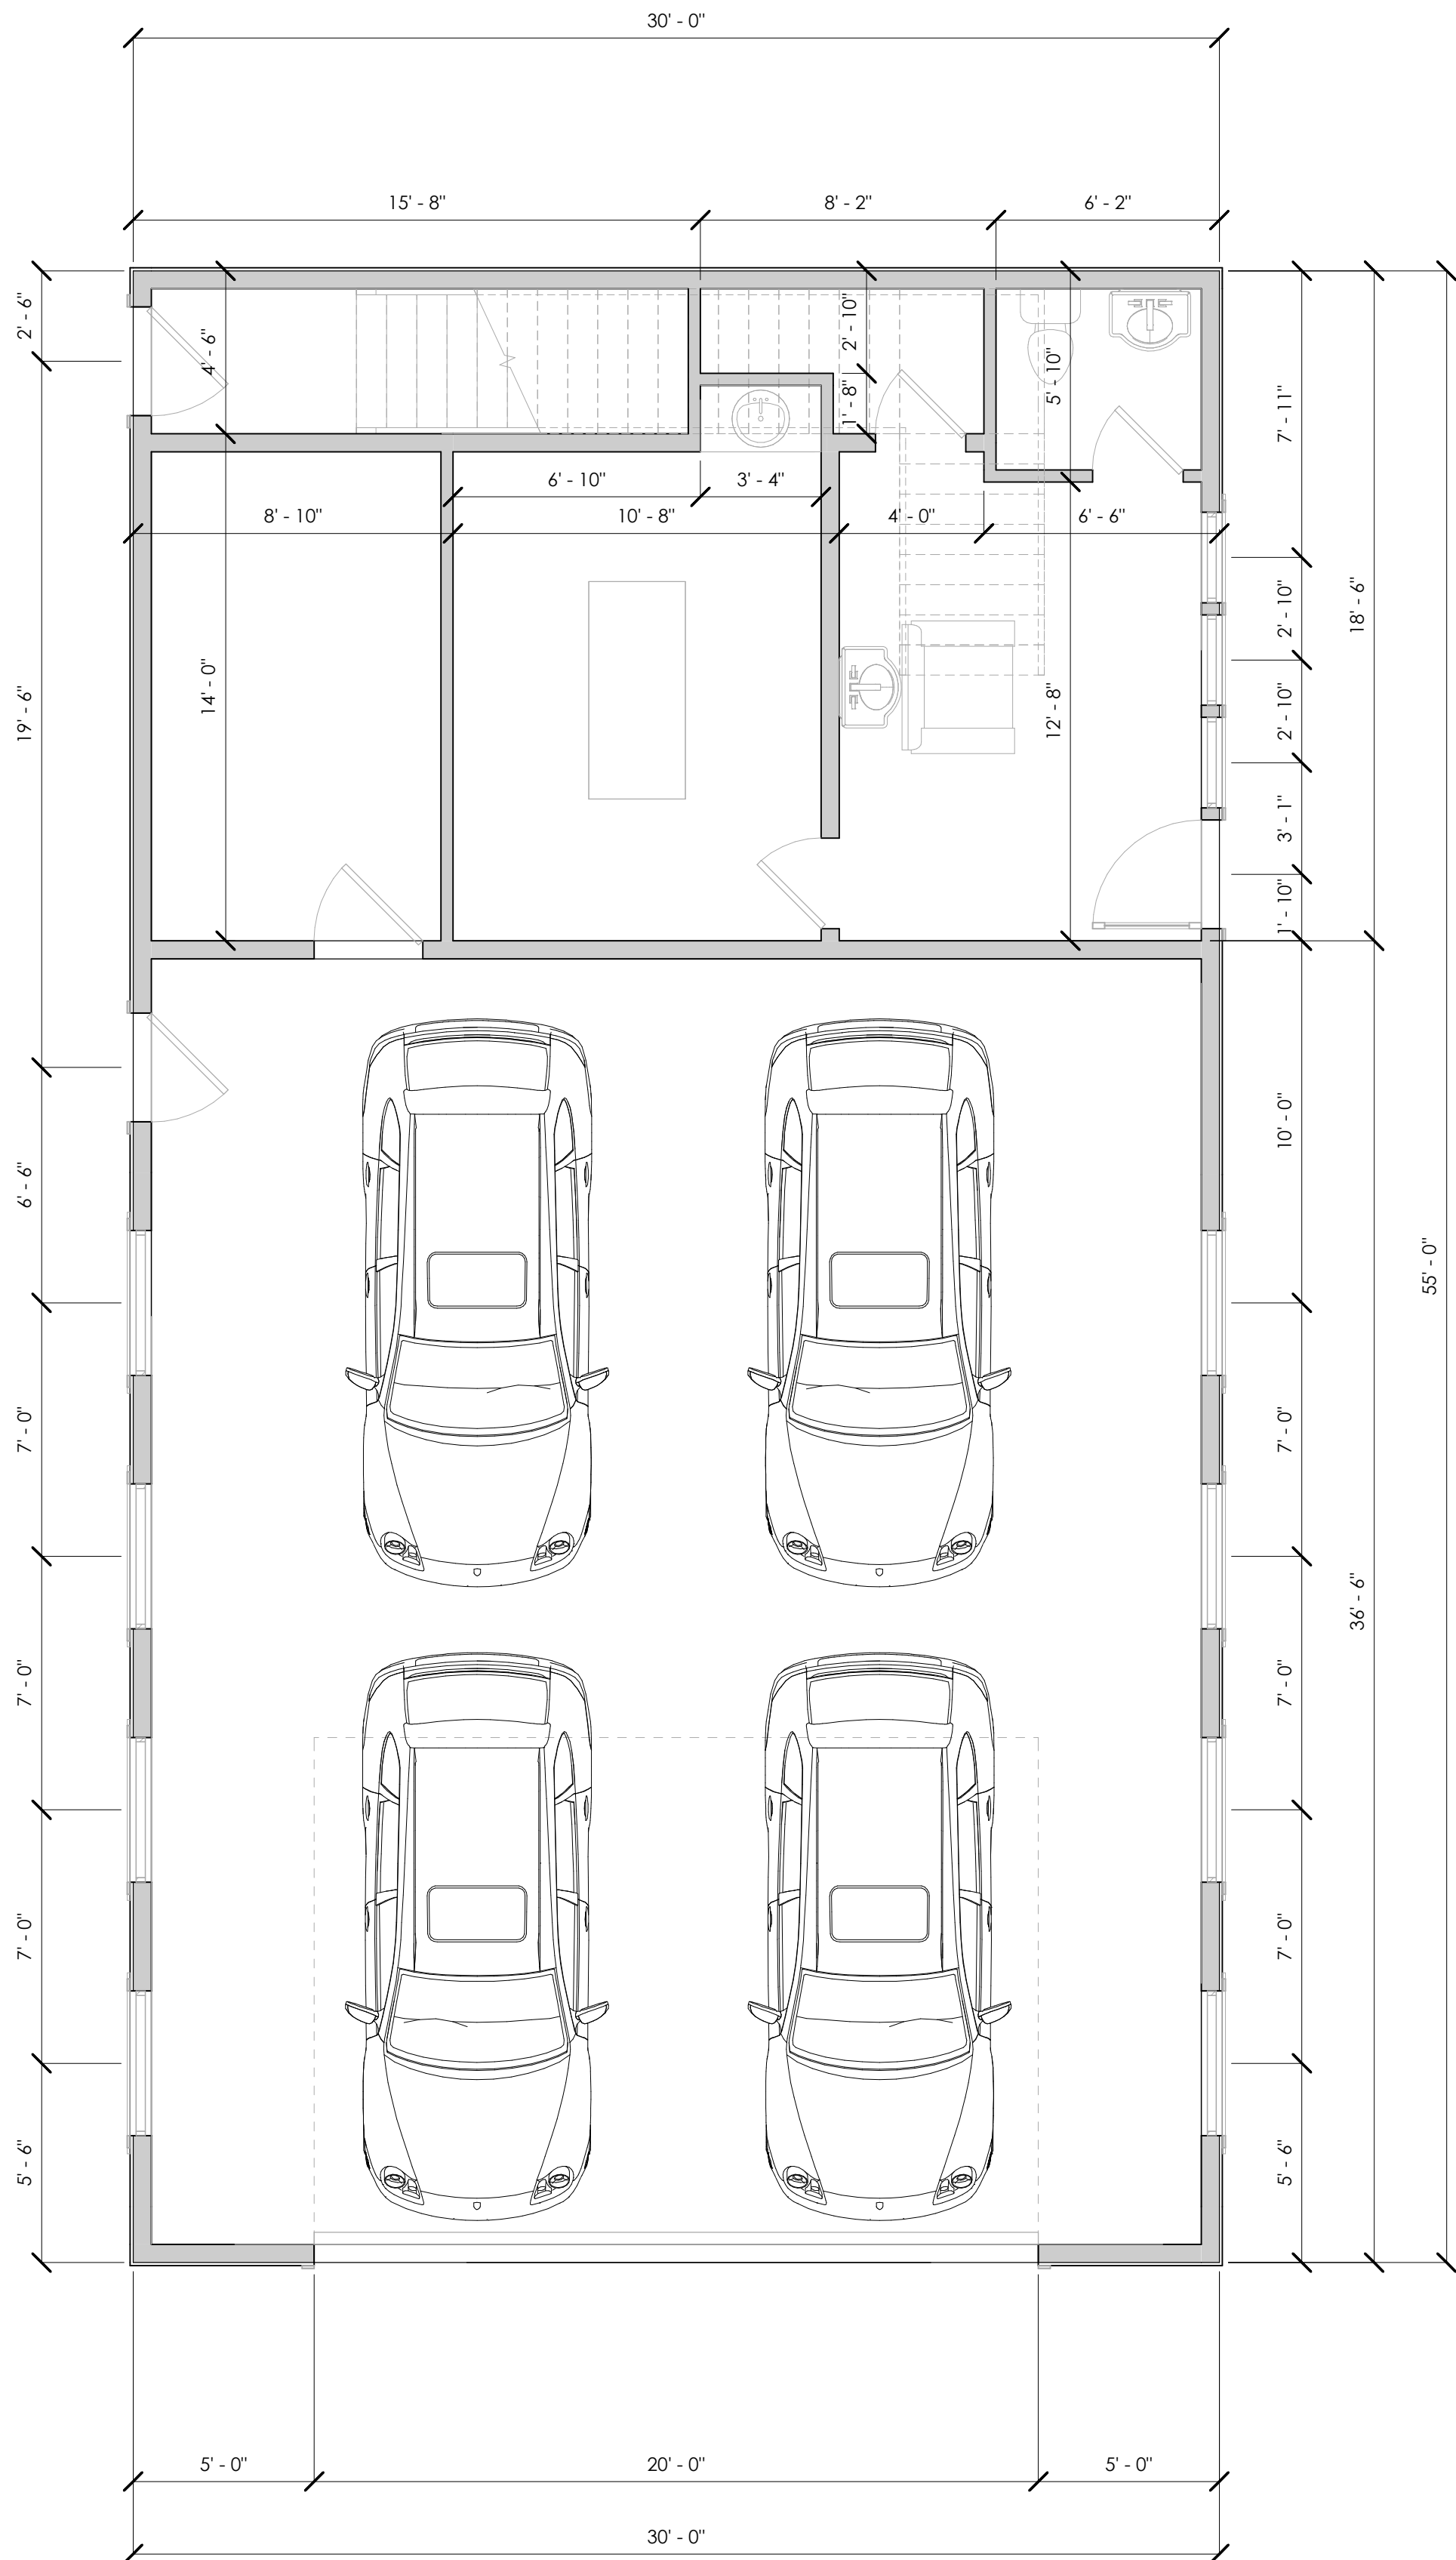 30' - 0"
15' - 8"
8' - 2"
6' - 2"
2' - 6"
4' - 6"
2' - 10"
1' - 8"
5' - 10"
7' - 11"
6' - 10"
3' - 4"
8' - 10"
10' - 8"
4' - 0"
6' - 6"
18' - 6"
2' - 10"
19' - 6"
14' - 0"
12' - 8"
2' - 10"
3' - 1"
1' - 10"
10' - 0"
6' - 6"
55' - 0"
7' - 0"
7' - 0"
36' - 6"
7' - 0"
7' - 0"
7' - 0"
7' - 0"
5' - 6"
5' - 6"
5' - 0"
20' - 0"
5' - 0"
30' - 0"